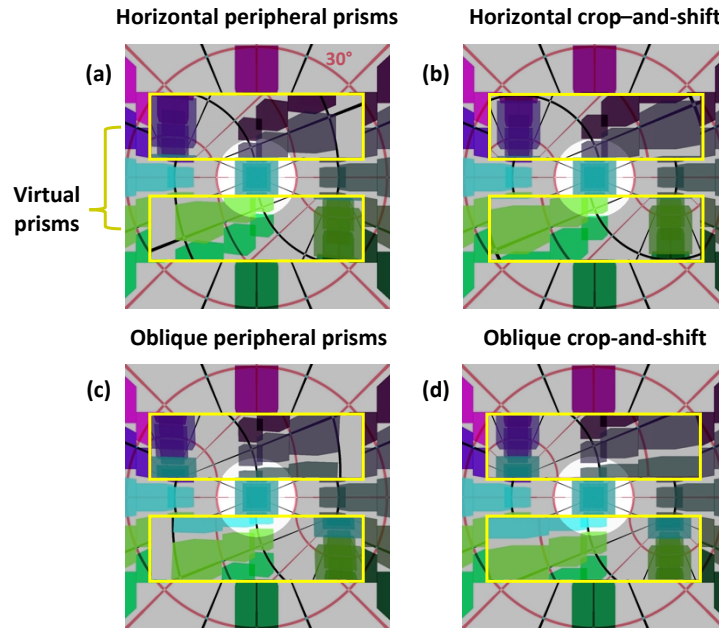 Horizontal peripheral prisms
Horizontal crop–and-shift
(a)
30°
(b)
Virtual
prisms
Oblique peripheral prisms
Oblique crop-and-shift
(c)
(d)